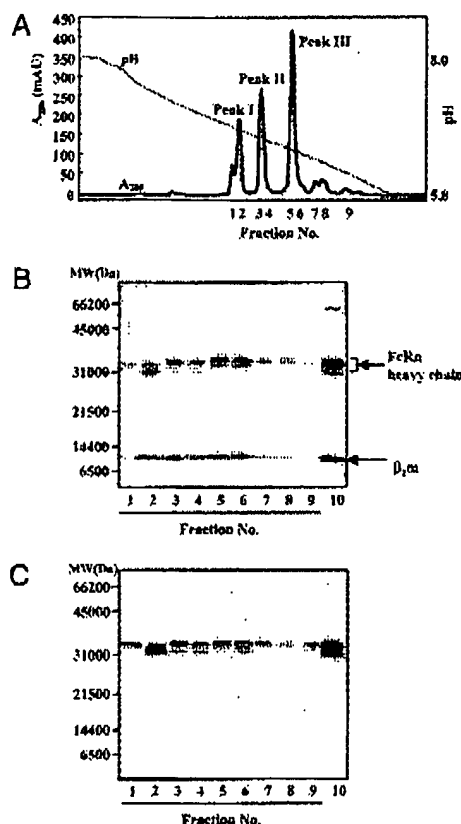 A
A₂₈₀ (mAU)
450
400
350
300
250
200
150
100
50
0
pH
Peak I
Peak II
Peak III
A₂₈₀
8.0
pH
5.8
1 2 3 4 5 6 7 8 9
Fraction No.
B
MW(Da)
66200
45000
31000
21500
14400
6500
FcRn
heavy chain
β₂m
1 2 3 4 5 6 7 8 9 10
Fraction No.
C
MW(Da)
66200
45000
31000
21500
14400
6500
1 2 3 4 5 6 7 8 9 10
Fraction No.